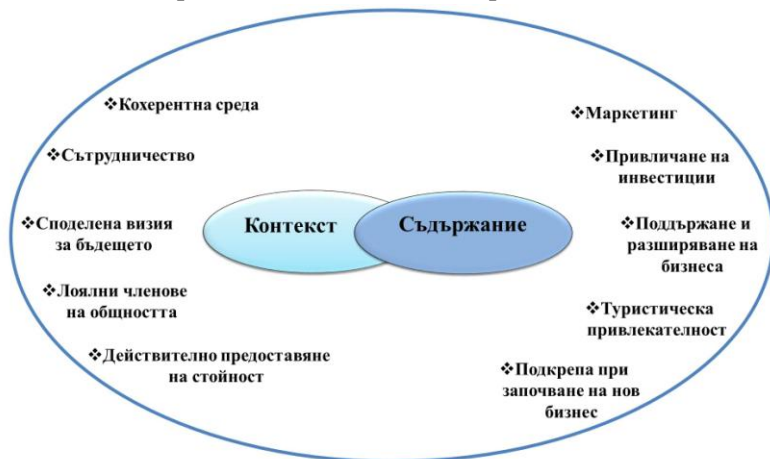 ❖Кохерентна среда
❖Сътрудничество
❖Споделена визия
за бъдещето
❖Лоялни членове
на общността
❖Действително предоставяне
на стойност
Контекст
Съдържание
❖Маркетинг
❖Привличане на
инвестиции
❖Поддържане и
разширяване на
бизнеса
❖Туристическа
привлекателност
❖Подкрепа при
започване на нов
бизнес